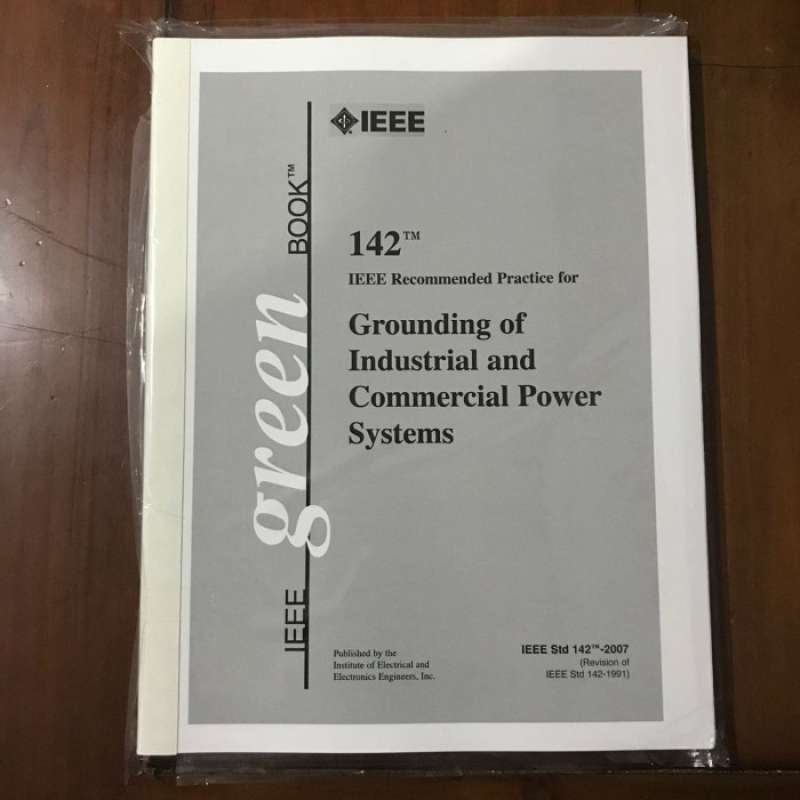 IEEE
142™
IEEE Recommended Practice for
Grounding of
Industrial and
Commercial Power
Systems
IEEE green BOOK™
Published by the
Institute of Electrical and
Electronics Engineers, Inc.
IEEE Std 142™-2007
(Revision of
IEEE Std 142-1991)